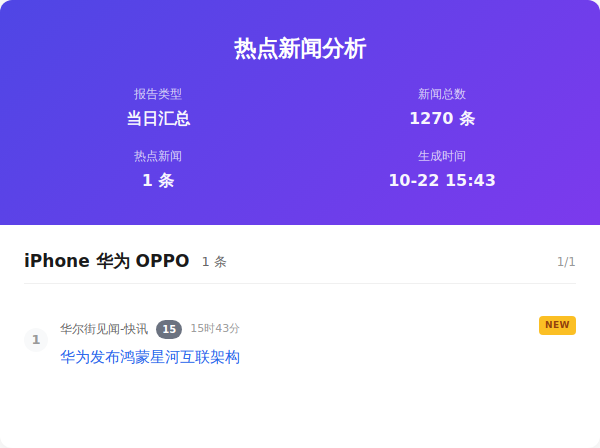 热点新闻分析
报告类型
新闻总数
当日汇总
1270 条
热点新闻
生成时间
1 条
10-22 15:43
iPhone 华为 OPPO 1 条 1/1
1 华尔街见闻-快讯 15 15时43分 NEW
华为发布鸿蒙星河互联架构